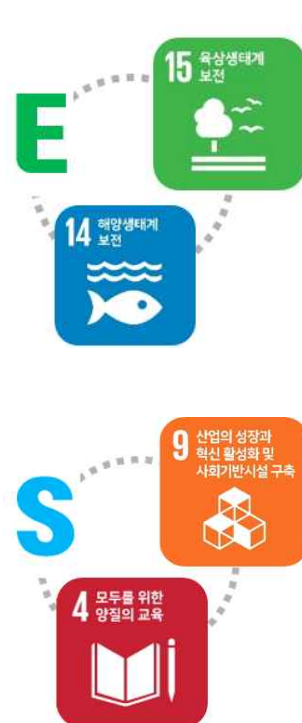 E
15 육상생태계
보전
14 해양생태계
보전
S
9 산업의 성장과
혁신 활성화 및
사회기반시설 구축
4 모두를 위한
양질의 교육